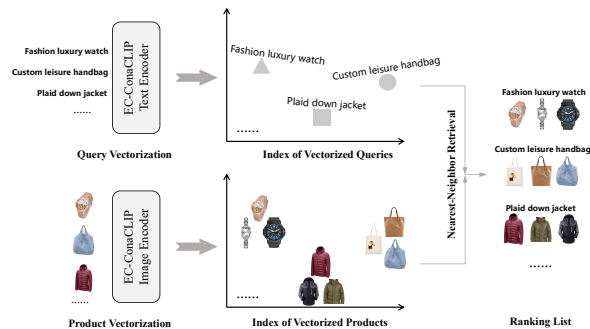 Fashion luxury watch
Custom leisure handbag
Plaid down jacket
......
EC-ConaCLIP
Text Encoder
Query Vectorization
Fashion luxury watch
Custom leisure handbag
Plaid down jacket
......
Index of Vectorized Queries
EC-ConaCLIP
Image Encoder
......
Product Vectorization
......
Index of Vectorized Products
Nearest-Neighbor Retrieval
Fashion luxury watch
Custom leisure handbag
Plaid down jacket
......
Ranking List